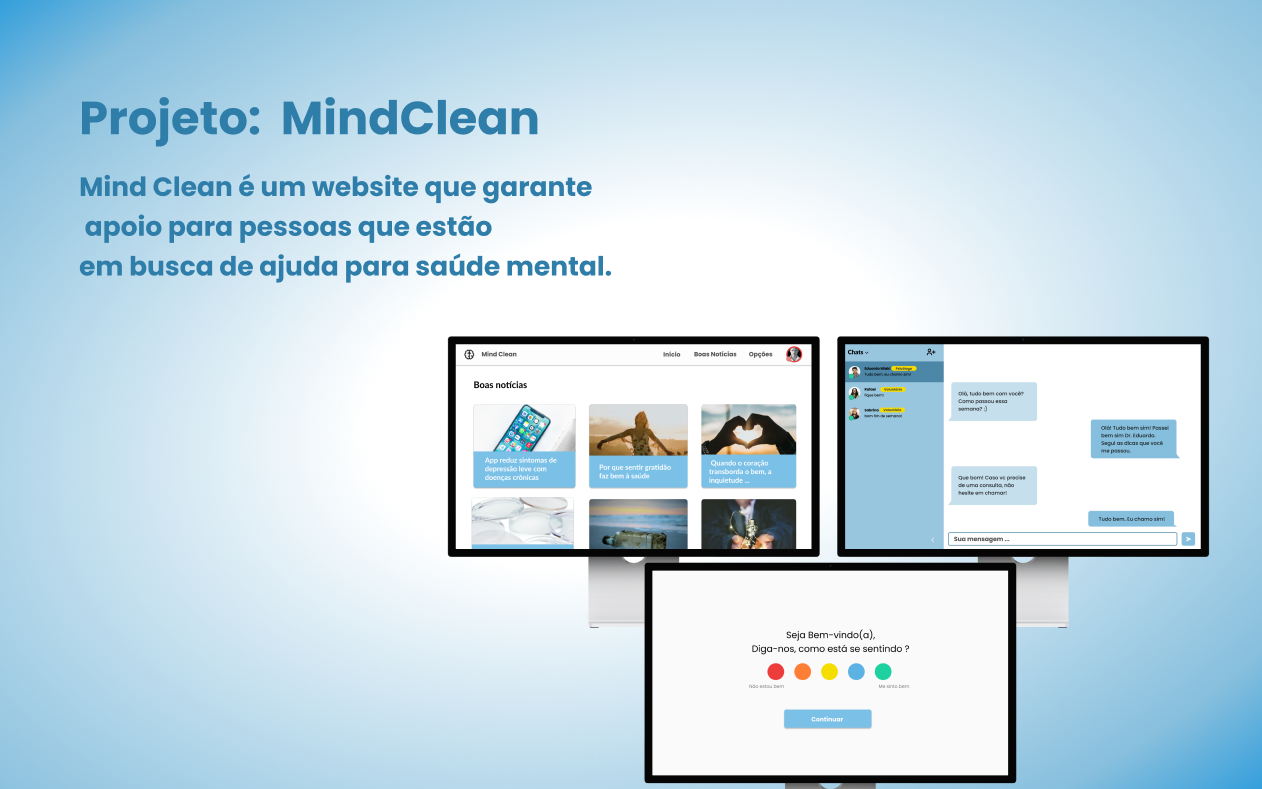 Projeto: MindClean
Mind Clean é um website que garante
apoio para pessoas que estão
em busca de ajuda para saúde mental.
Mind Clean
Início
Boas Notícias
Opções
Boas notícias
App reduz sintomas de
depressão leve com
doenças crônicas
Por que sentir gratidão
faz bem à saúde
Quando o coração
transborda o bem, a
inquietude ...
Chats
Eduardo Miaki Psicólogo
Tudo bem, eu chamo sim!
Rafael Voluntário
Fique bem!
Sabrina Voluntário
bom fim de semana!
Olá, tudo bem com você?
Como passou essa
semana? :)
Olá! Tudo bem sim! Passei
bem sim Dr. Eduardo.
Segui as dicas que você
me passou.
Que bom! Caso vc precise
de uma consulta, não
hesite em chamar!
Tudo bem. Eu chamo sim!
Sua mensagem ...
Seja Bem-vindo(a),
Diga-nos, como está se sentindo ?
Não estou bem
Me sinto bem
Continuar